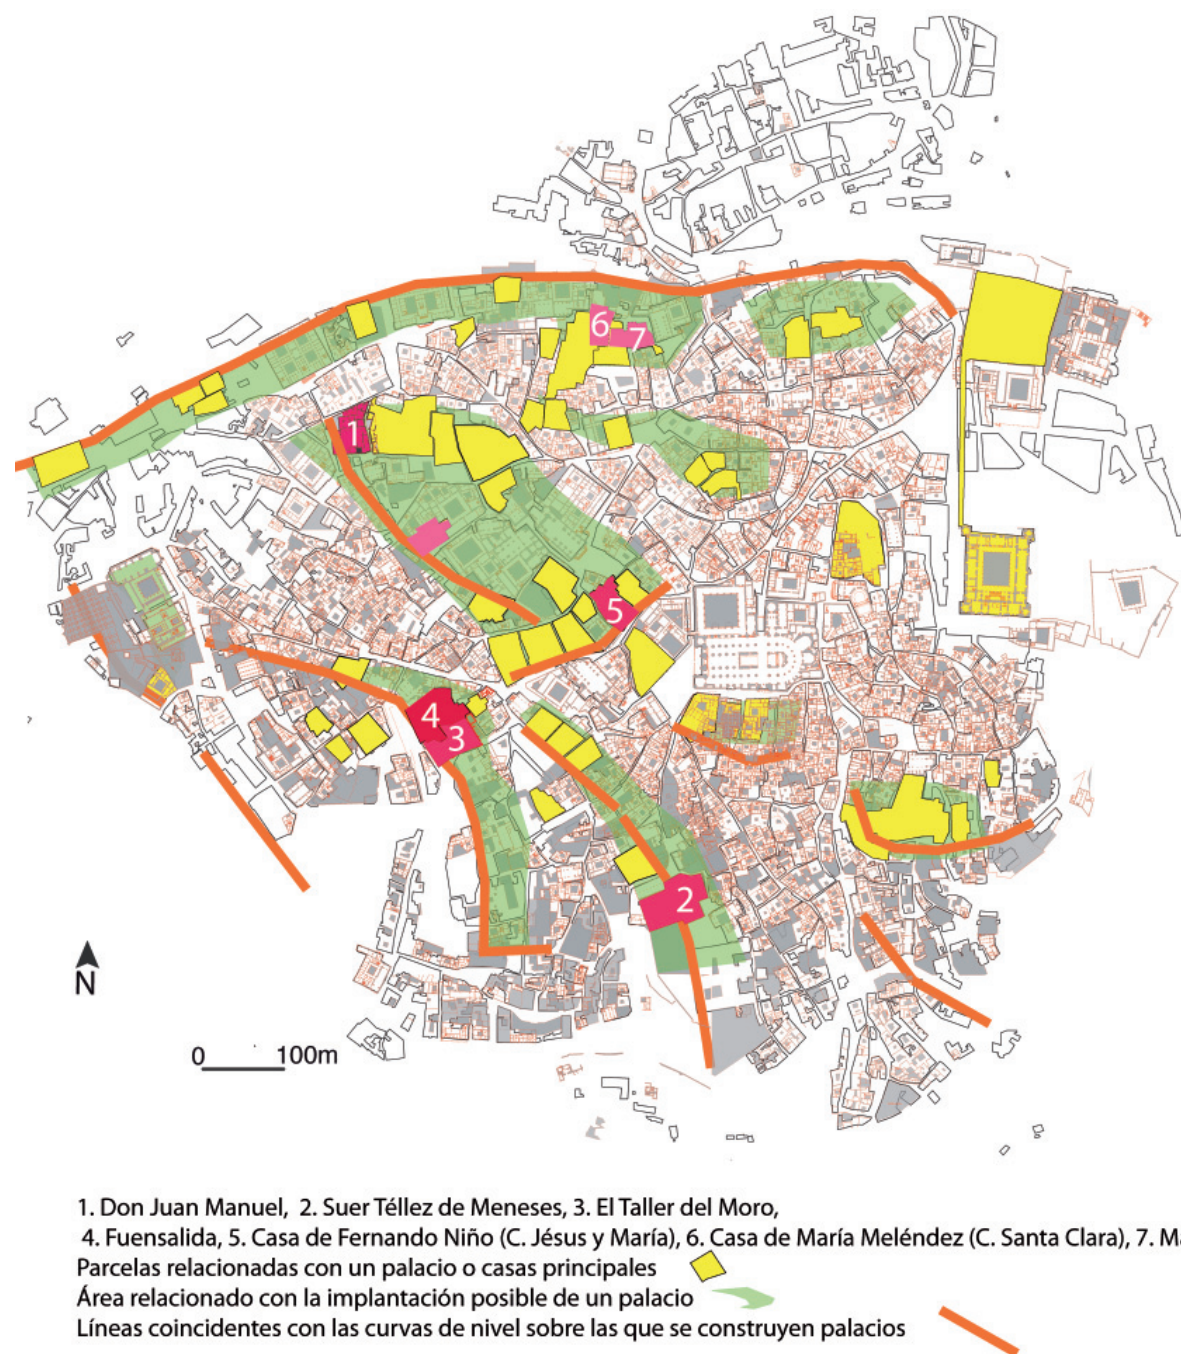 6
7
1
5
4
3
2
N
0 100m
1. Don Juan Manuel, 2. Suer Téllez de Meneses, 3. El Taller del Moro,
4. Fuensalida, 5. Casa de Fernando Niño (C. Jésus y María), 6. Casa de María Meléndez (C. Santa Clara), 7. Ma
Parcelas relacionadas con un palacio o casas principales
Área relacionado con la implantación posible de un palacio
Líneas coincidentes con las curvas de nivel sobre las que se construyen palacios